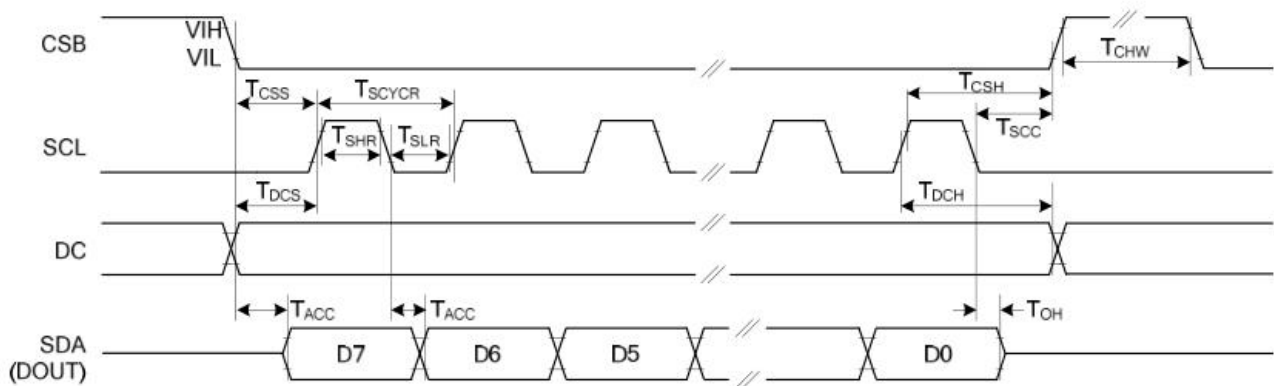 CSB
VIH
VIL
TCHW
TCSS
TSCYCR
TCSH
TSCC
SCL
TSHR
TSLR
TDCS
TDCH
DC
TACC
TACC
TOH
SDA
(DOUT)
D7
D6
D5
D0